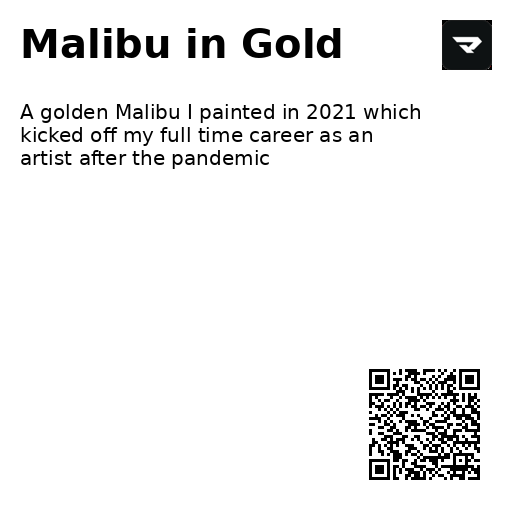 Malibu in Gold
A golden Malibu I painted in 2021 which
kicked off my full time career as an
artist after the pandemic